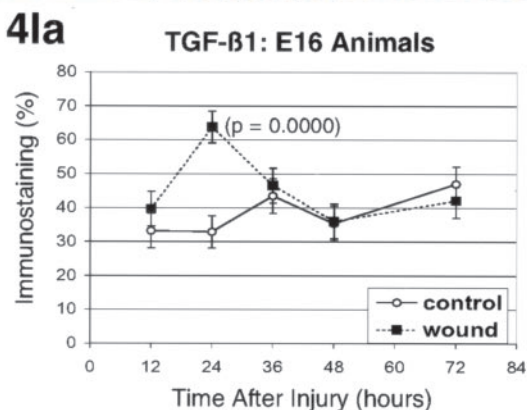 4Ia
TGF-ß1: E16 Animals
Immunostaining (%)
80
70
60
50
40
30
20
10
0
(p = 0.0000)
control
wound
0 12 24 36 48 60 72 84
Time After Injury (hours)